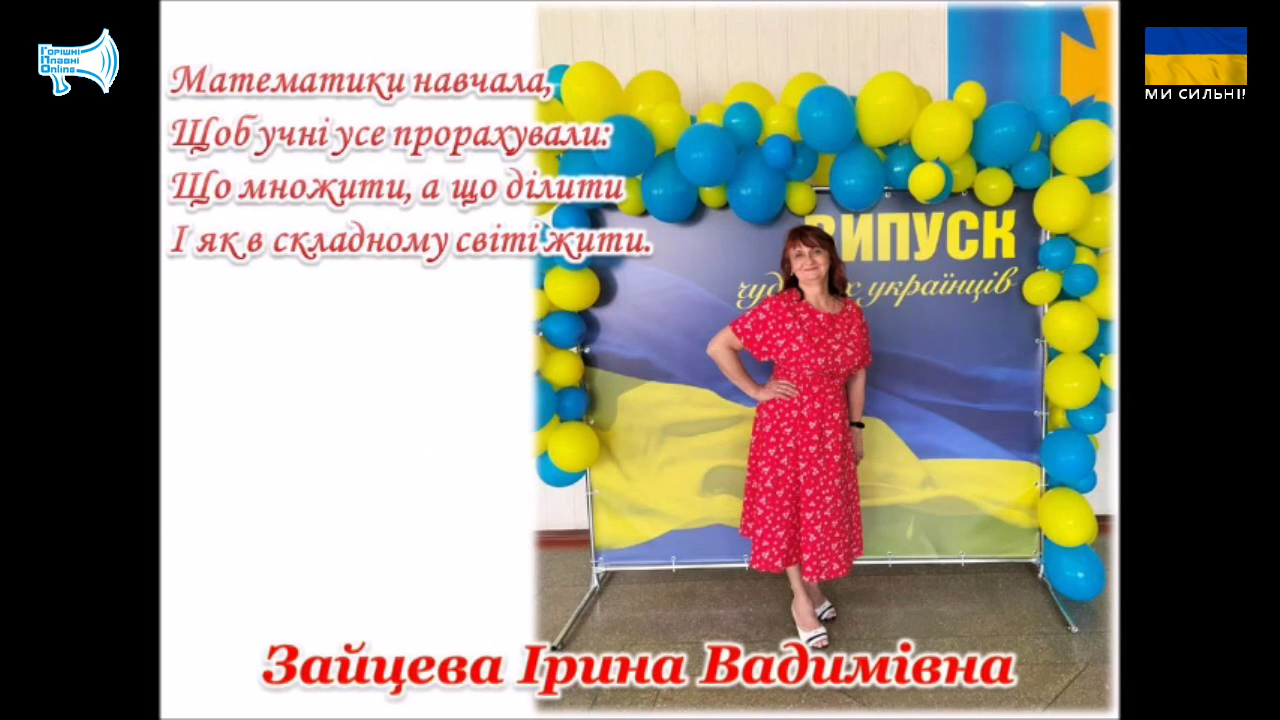 Горішні
Плавні
Online
МИ СИЛЬНІ!
Математики навчала,
Щоб учні усе прорахували:
Що множити, а що ділити
І як в складному світі жити.
ВИПУСК
українців
Зайцева Ірина Вадимівна